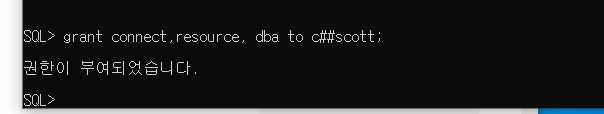 SQL> grant connect,resource, dba to c##scott;
권한이 부여되었습니다.
SQL>